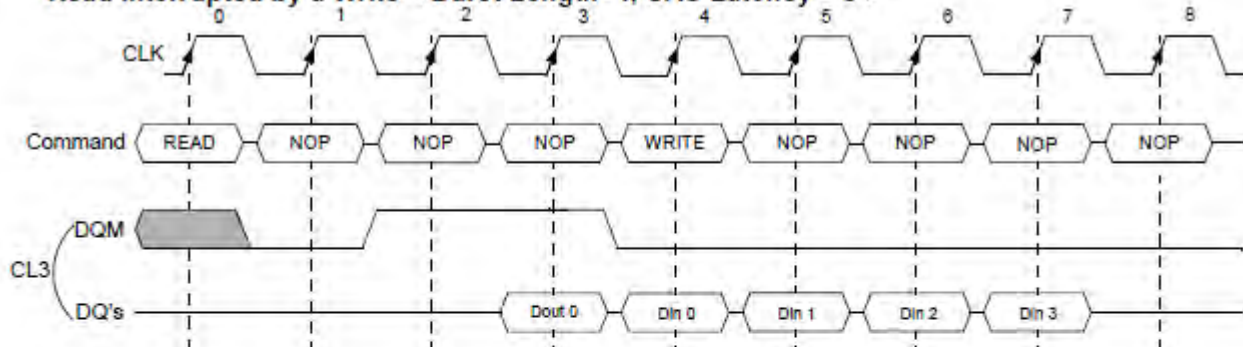 0 1 2 3 4 5 6 7 8
CLK
Command READ NOP NOP NOP WRITE NOP NOP NOP NOP
DQM
CL3
DQ's Dout 0 Din 0 Din 1 Din 2 Din 3